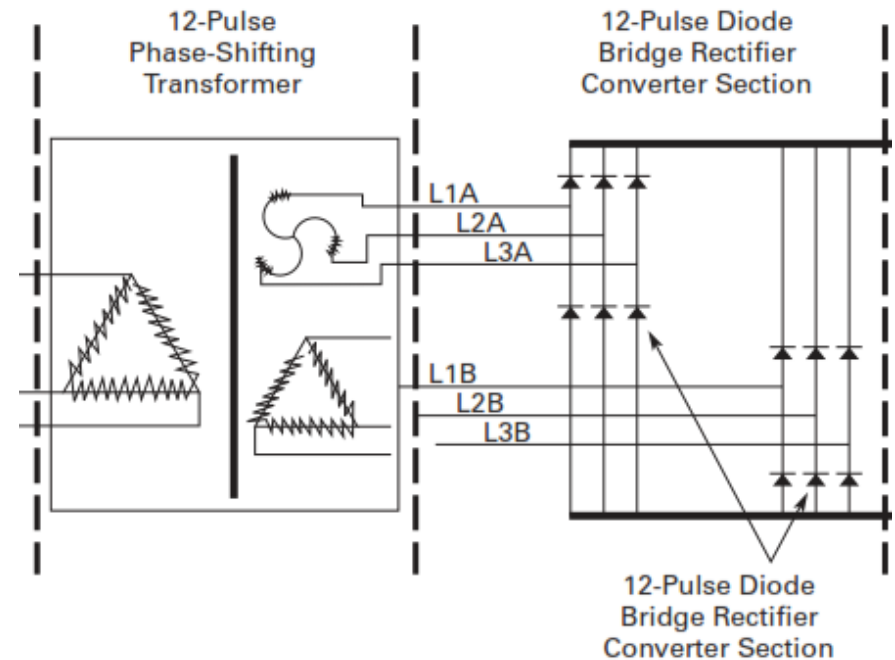 12-Pulse
Phase-Shifting
Transformer
12-Pulse Diode
Bridge Rectifier
Converter Section
L1A
L2A
L3A
L1B
L2B
L3B
12-Pulse Diode
Bridge Rectifier
Converter Section